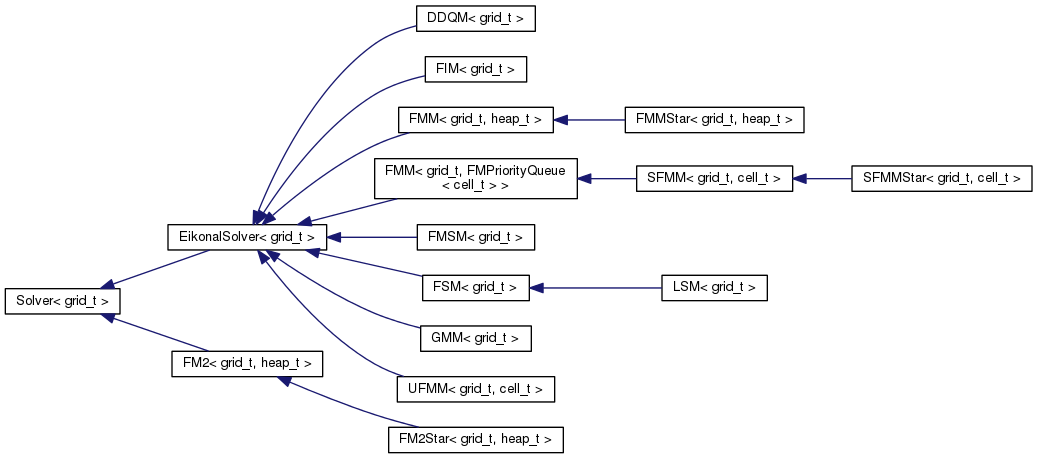 DDQM< grid_t >
FIM< grid_t >
FMM< grid_t, heap_t >
FMMStar< grid_t, heap_t >
FMM< grid_t, FMPriorityQueue
< cell_t > >
SFMM< grid_t, cell_t >
SFMMStar< grid_t, cell_t >
EikonalSolver< grid_t >
FMSM< grid_t >
FSM< grid_t >
LSM< grid_t >
Solver< grid_t >
GMM< grid_t >
FM2< grid_t, heap_t >
UFMM< grid_t, cell_t >
FM2Star< grid_t, heap_t >